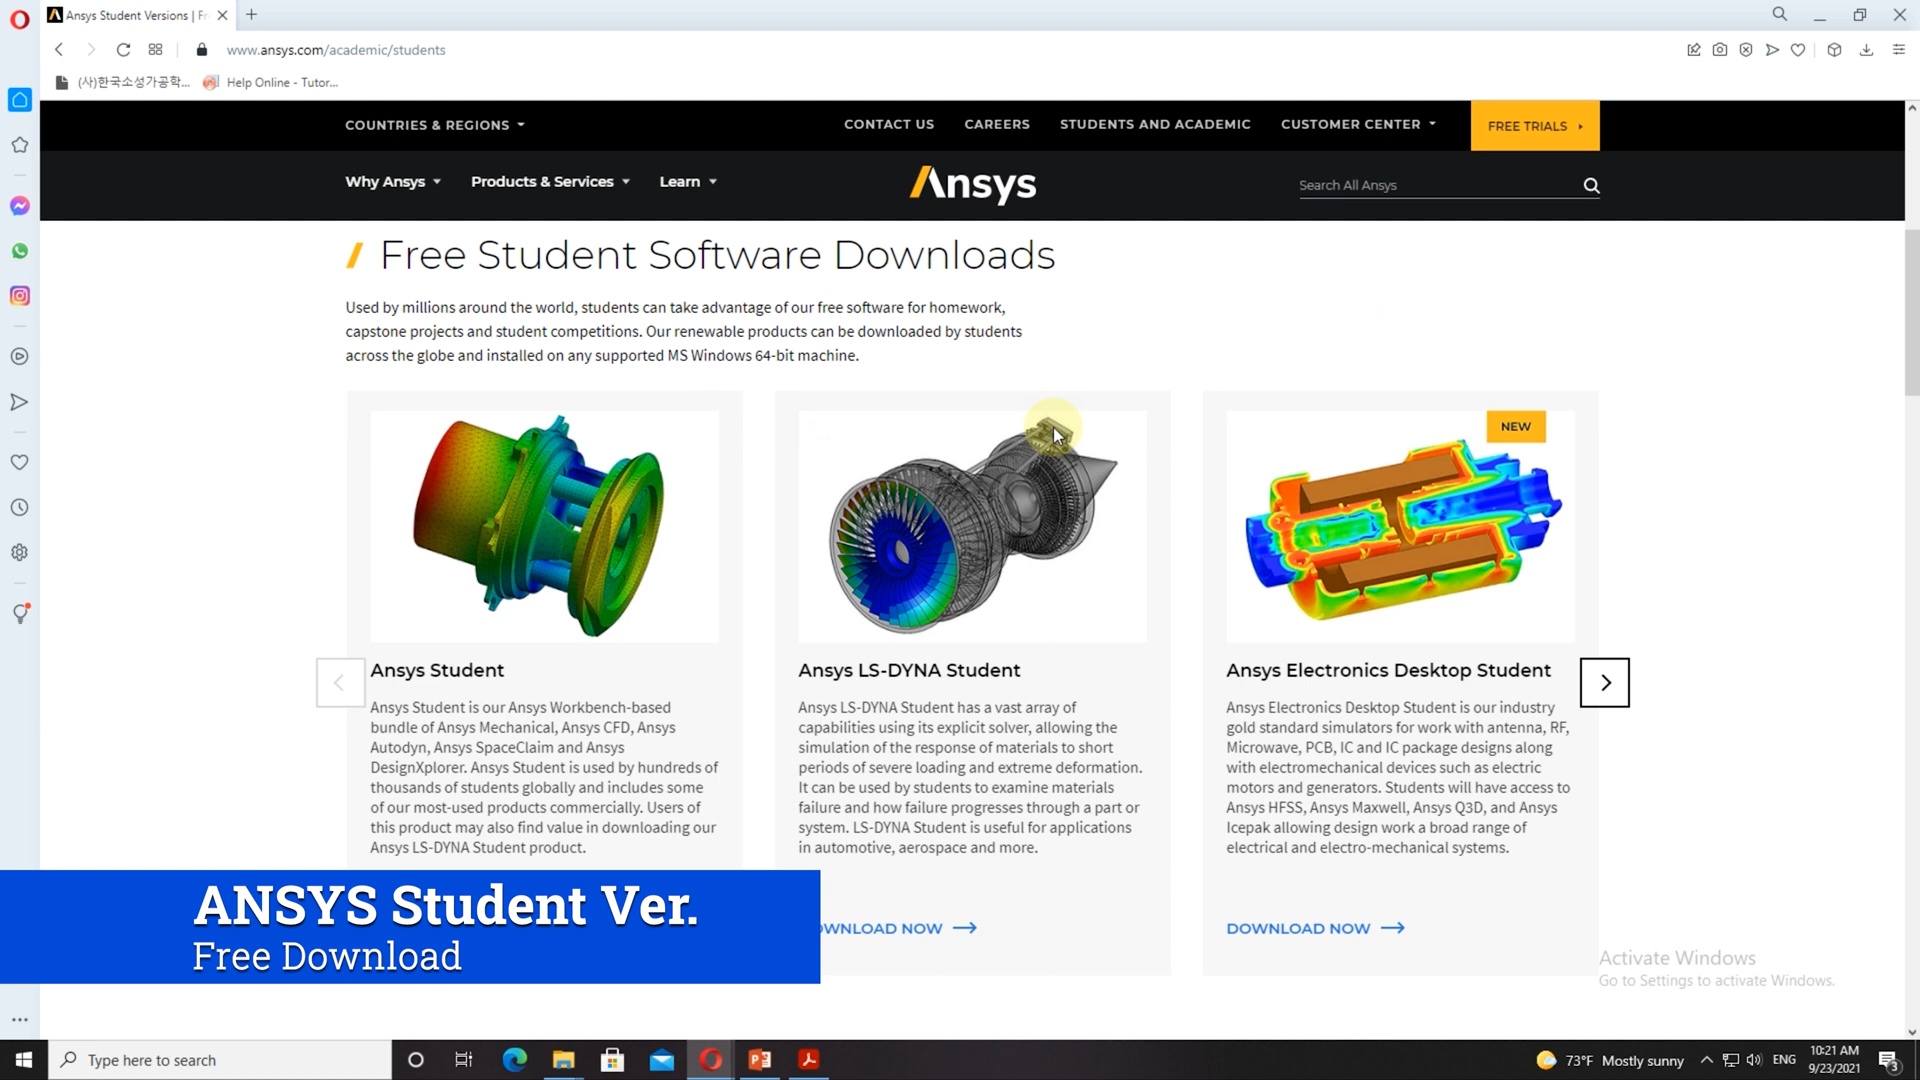 Ansys Student Versions | Fr
www.ansys.com/academic/students
(사)한국소성가공학...
Help Online - Tutor...
COUNTRIES & REGIONS
CONTACT US
CAREERS
STUDENTS AND ACADEMIC
CUSTOMER CENTER
FREE TRIALS
Why Ansys
Products & Services
Learn
Ansys
Search All Ansys
Free Student Software Downloads
Used by millions around the world, students can take advantage of our free software for homework,
capstone projects and student competitions. Our renewable products can be downloaded by students
across the globe and installed on any supported MS Windows 64-bit machine.
NEW
Ansys Student
Ansys Student is our Ansys Workbench-based
bundle of Ansys Mechanical, Ansys CFD, Ansys
Autodyn, Ansys SpaceClaim and Ansys
DesignXplorer. Ansys Student is used by hundreds of
thousands of students globally and includes some
of our most-used products commercially. Users of
this product may also find value in downloading our
Ansys LS-DYNA Student product.
Ansys LS-DYNA Student
Ansys LS-DYNA Student has a vast array of
capabilities using its explicit solver, allowing the
simulation of the response of materials to short
periods of severe loading and extreme deformation.
It can be used by students to examine materials
failure and how failure progresses through a part or
system. LS-DYNA Student is useful for applications
in automotive, aerospace and more.
WNLOAD NOW
Ansys Electronics Desktop Student
Ansys Electronics Desktop Student is our industry
gold standard simulators for work with antenna, RF,
Microwave, PCB, IC and IC package designs along
with electromechanical devices such as electric
motors and generators. Students will have access to
Ansys HFSS, Ansys Maxwell, Ansys Q3D, and Ansys
Icepak allowing design work a broad range of
electrical and electro-mechanical systems.
DOWNLOAD NOW
ANSYS Student Ver.
Free Download
Activate Windows
Go to Settings to activate Windows.
Type here to search
73°F Mostly sunny
ENG
10:21 AM
9/23/2021
3